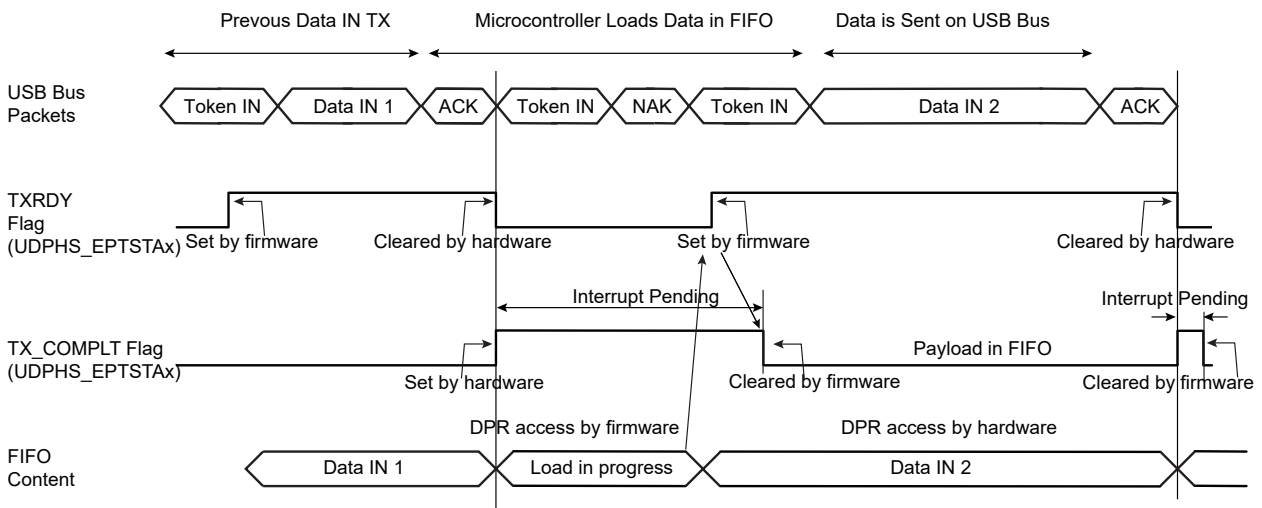 Prevous Data IN TX
Microcontroller Loads Data in FIFO
Data is Sent on USB Bus
USB Bus
Packets
Token IN
Data IN 1
ACK
Token IN
NAK
Token IN
Data IN 2
ACK
TXRDY
Flag
(UDPHS_EPTSTAx)
Set by firmware
Cleared by hardware
Set by firmware
Cleared by hardware
Interrupt Pending
Interrupt Pending
TX_COMPLT Flag
(UDPHS_EPTSTAx)
Payload in FIFO
Set by hardware
Cleared by firmware
Cleared by firmware
DPR access by firmware
DPR access by hardware
FIFO
Content
Data IN 1
Load in progress
Data IN 2